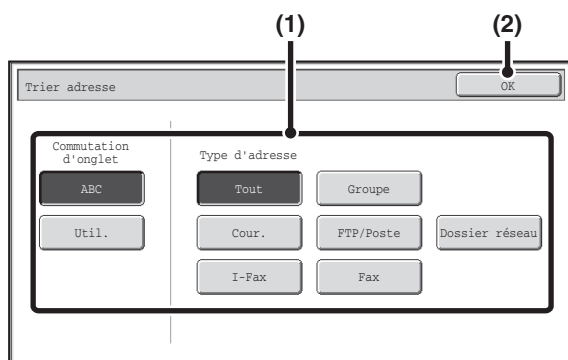 (1) (2)
Trier adresse OK
Commutation
d'onglet
Type d'adresse
ABC Tout Groupe
Util. Cour. FTP/Poste Dossier réseau
I-Fax Fax